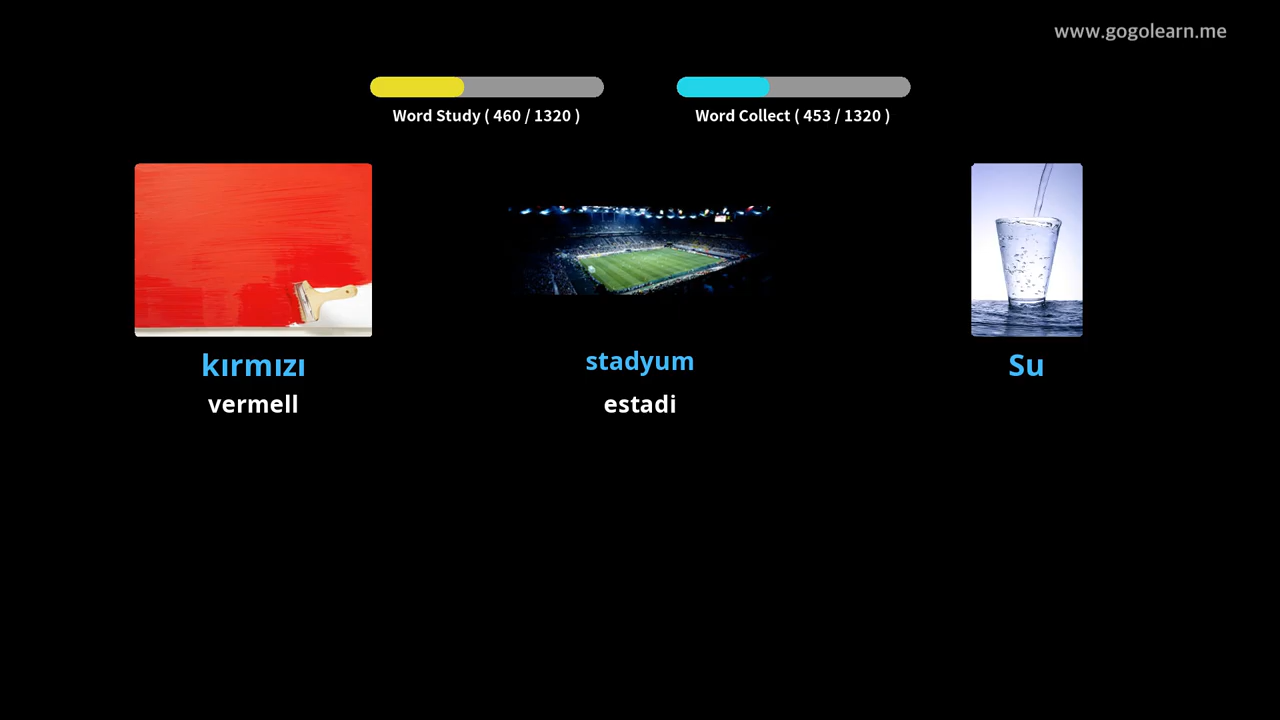 www.gogolearn.me
Word Study ( 460 / 1320 )
Word Collect ( 453 / 1320 )
kırmızı
vermell
stadyum
estadi
Su